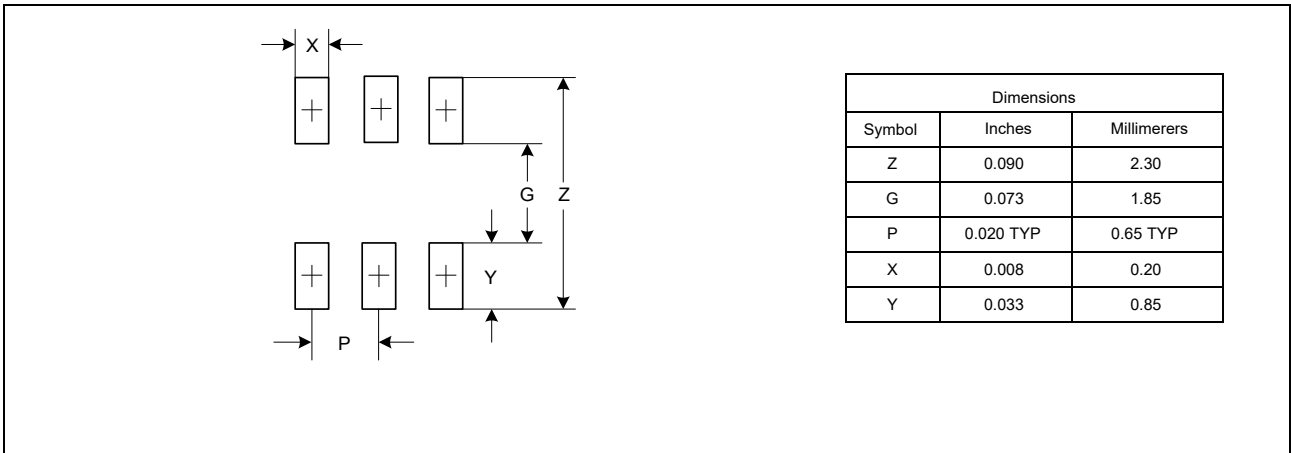 X
G
Z
Y
P
Dimensions
Symbol Inches Millimerers
Z 0.090 2.30
G 0.073 1.85
P 0.020 TYP 0.65 TYP
X 0.008 0.20
Y 0.033 0.85